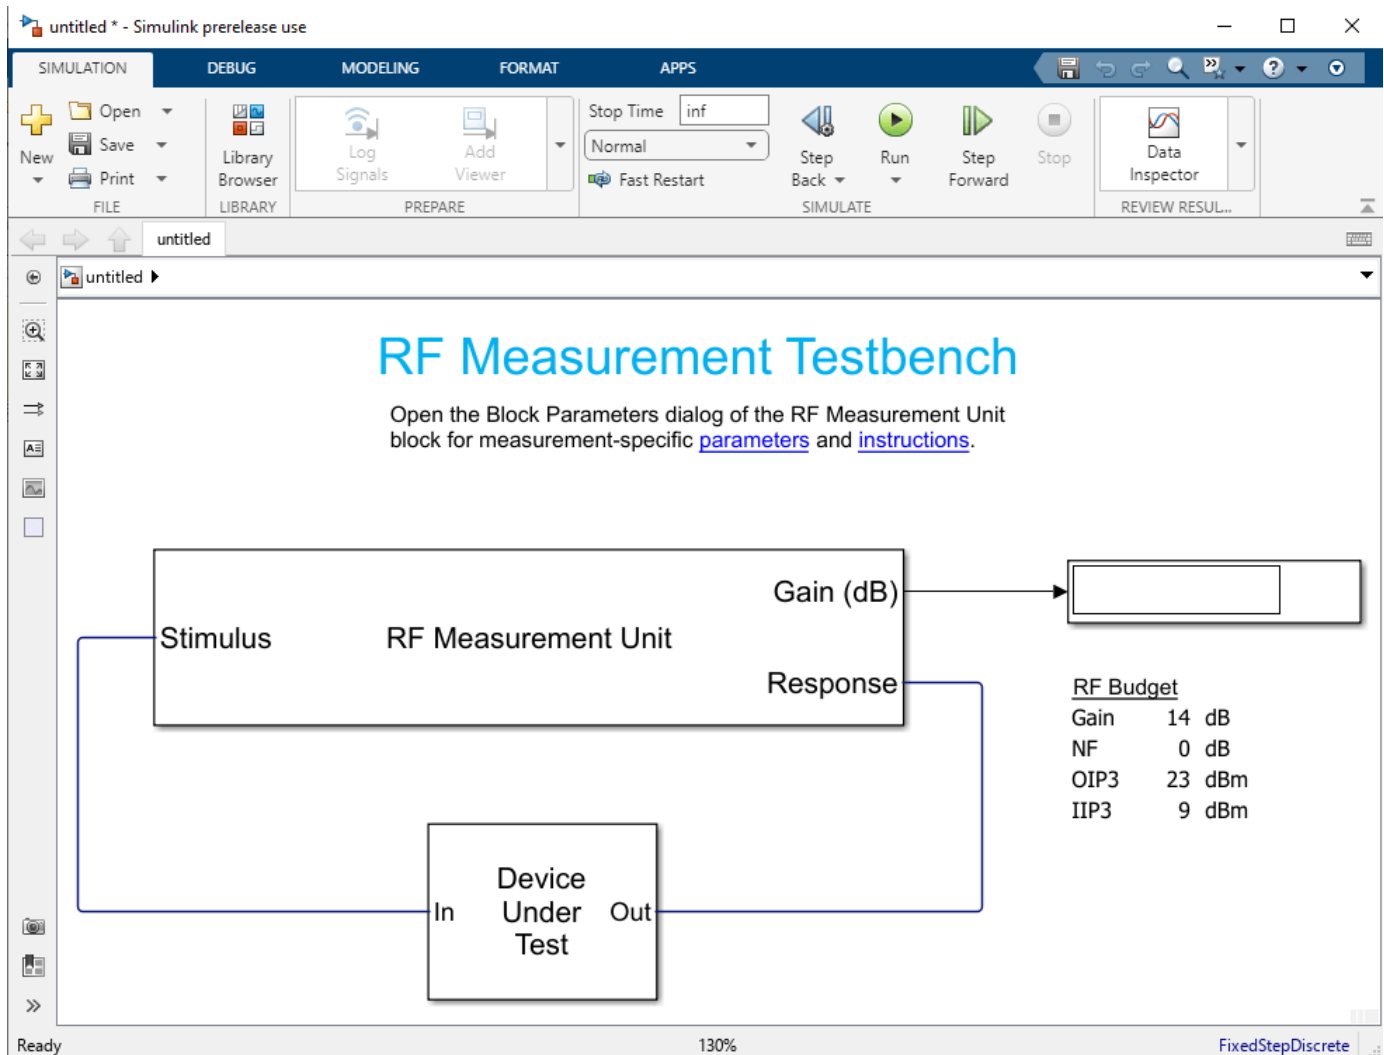 untitled * - Simulink prerelease use
SIMULATION DEBUG MODELING FORMAT APPS
New
Open
Save
Print
FILE
Library
Browser
LIBRARY
Log
Signals
Add
Viewer
PREPARE
Stop Time inf
Normal
Fast Restart
Step
Back
Run
Step
Forward
Stop
SIMULATE
Data
Inspector
REVIEW RESUL...
untitled
untitled
RF Measurement Testbench
Open the Block Parameters dialog of the RF Measurement Unit
block for measurement-specific parameters and instructions.
Gain (dB)
Stimulus RF Measurement Unit
Response
RF Budget
Gain 14 dB
NF 0 dB
OIP3 23 dBm
IIP3 9 dBm
Device
In Under Out
Test
Ready 130% FixedStepDiscrete